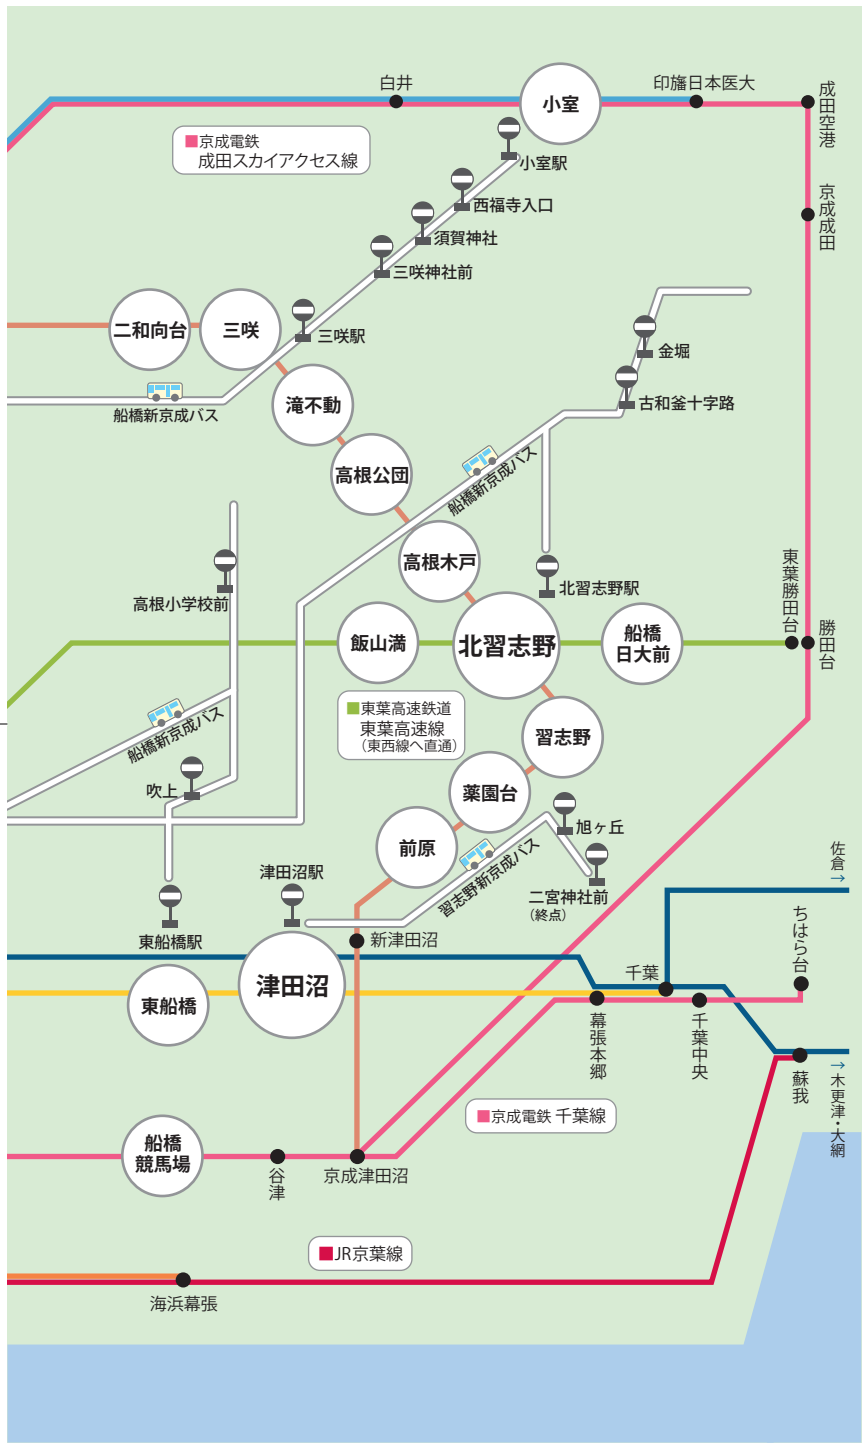 白井
小室
印旛日本医大
成田空港
京成電鉄
成田スカイアクセス線
小室駅
西福寺入口
京成成田
須賀神社
三咲神社前
二和向台
三咲
三咲駅
金堀
船橋新京成バス
滝不動
古和釜十字路
高根公団
船橋新京成バス
高根木戸
東葉勝田台
北習志野駅
高根小学校前
飯山満
北習志野
船橋
日大前
勝田台
東葉高速鉄道
東葉高速線
(東西線へ直通)
船橋新京成バス
習志野
吹上
薬園台
旭ヶ丘
前原
佐倉→
津田沼駅
習志野新京成バス
二宮神社前
(終点)
東船橋駅
新津田沼
ちはら台
千葉
津田沼
東船橋
幕張本郷
千葉中央
蘇我
→木更津・大網
京成電鉄 千葉線
船橋
競馬場
谷津
京成津田沼
JR京葉線
海浜幕張